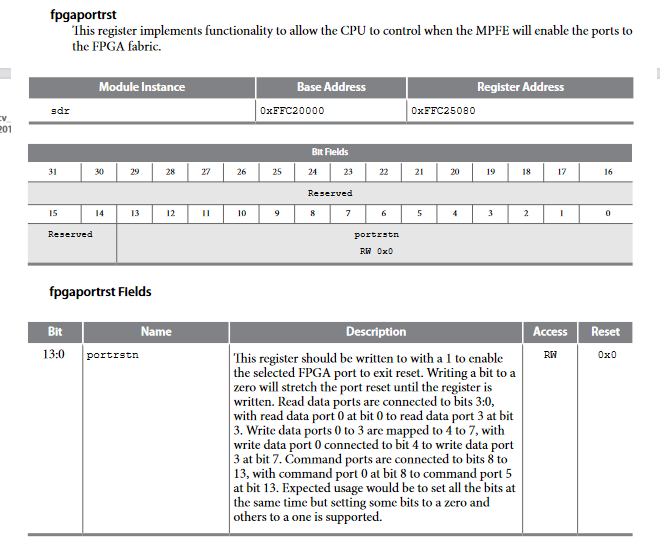 fpgaportrst
This register implements functionality to allow the CPU to control when the MPFE will enable the ports to
the FPGA fabric.
Module Instance Base Address Register Address
sdr 0xFFC20000 0xFFC25080
cv_
201
Bit Fields
31 30 29 28 27 26 25 24 23 22 21 20 19 18 17 16
Reserved
15 14 13 12 11 10 9 8 7 6 5 4 3 2 1 0
Reserved portrstn
RW 0x0
fpgaportrst Fields
Bit Name Description Access Reset
13:0 portrstn This register should be written to with a 1 to enable RW 0x0
the selected FPGA port to exit reset. Writing a bit to a
zero will stretch the port reset until the register is
written. Read data ports are connected to bits 3:0,
with read data port 0 at bit 0 to read data port 3 at bit
3. Write data ports 0 to 3 are mapped to 4 to 7, with
write data port 0 connected to bit 4 to write data port
3 at bit 7. Command ports are connected to bits 8 to
13, with command port 0 at bit 8 to command port 5
at bit 13. Expected usage would be to set all the bits at
the same time but setting some bits to a zero and
others to a one is supported.